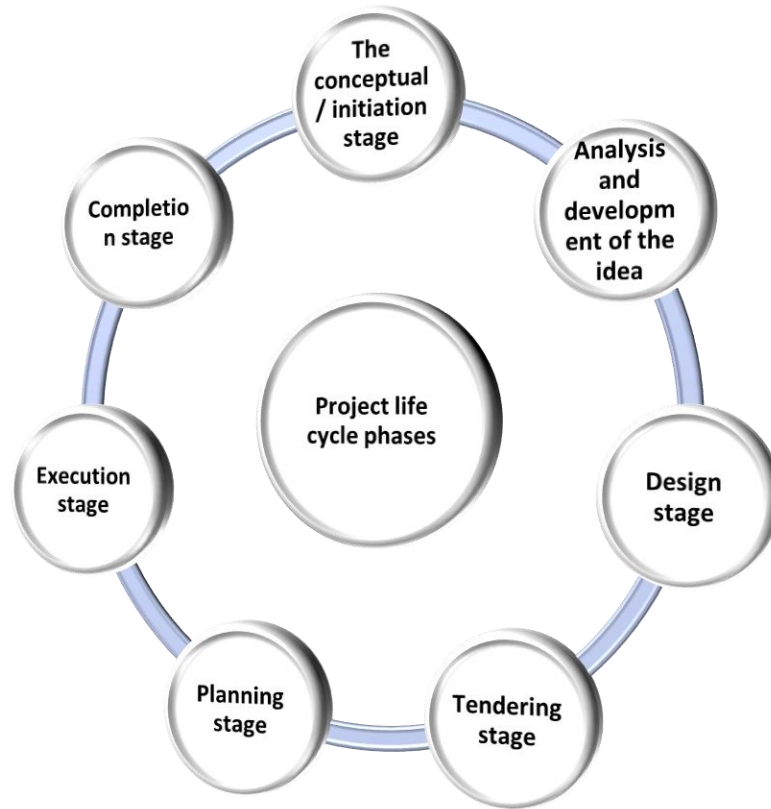 The
conceptual
/ initiation
stage
Analysis
and
developm
ent of the
idea
Design
stage
Tendering
stage
Planning
stage
Execution
stage
Completio
n stage
Project life
cycle phases